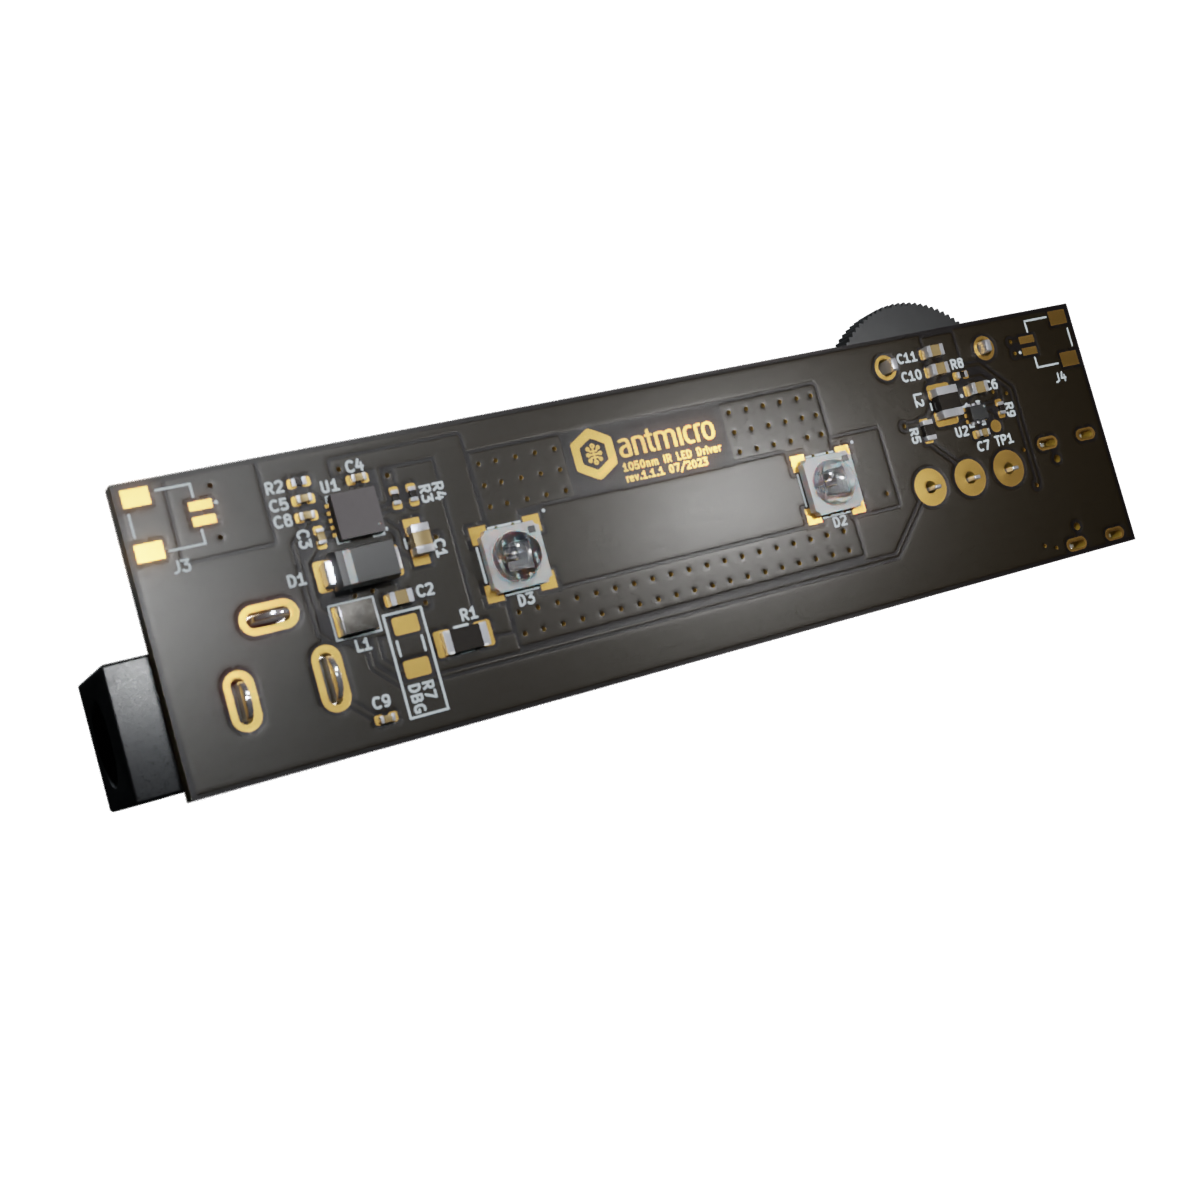 antmicro
1050nm IR LED Driver
rev.1.1.1 07/2023
C4
R2
U1
C5
C8
C3
R3
R4
C1
J3
D1
C2
L1
R1
R7
DBG
C9
D3
D2
C11
C10
R8
C6
L2
R9
R5
U2
C7
TP1
J4